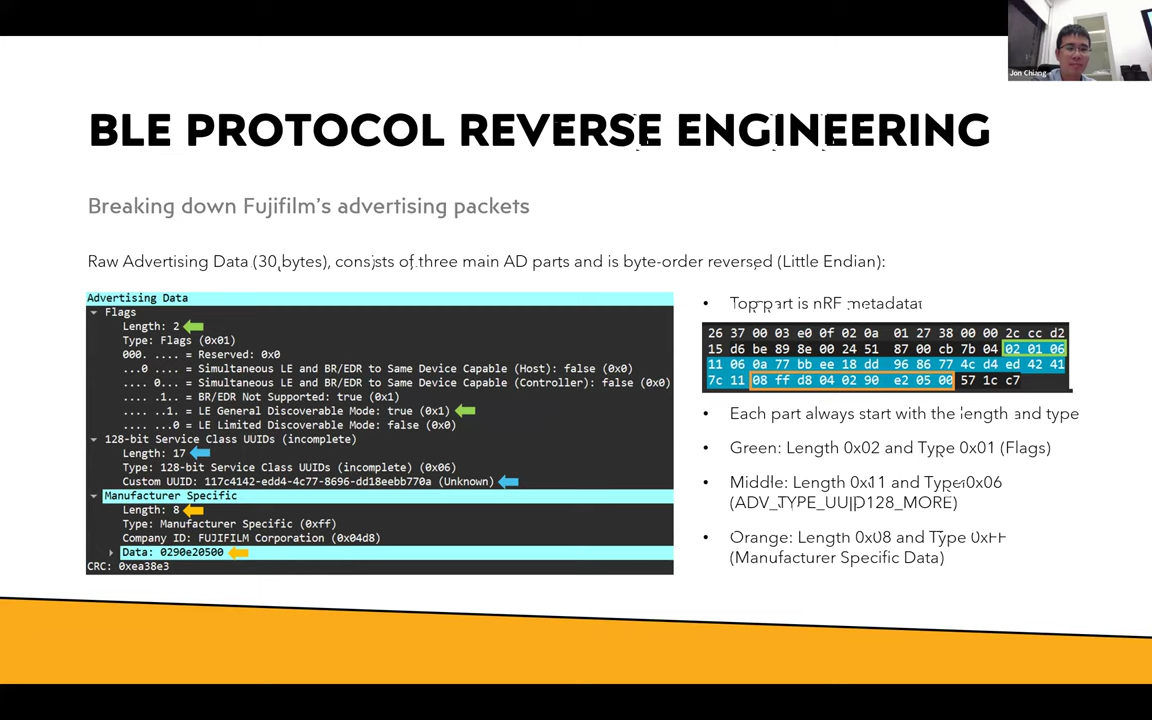 Jon Chiang
BLE PROTOCOL REVERSE ENGINEERING
Breaking down Fujifilm's advertising packets
Raw Advertising Data (30 bytes), consists of three main AD parts and is byte-order reversed (Little Endian):
Advertising Data
Flags
Length: 2
Type: Flags (0x01)
000. .... = Reserved: 0x0
...0 .... = Simultaneous LE and BR/EDR to Same Device Capable (Host): false (0x0)
.... 0... = Simultaneous LE and BR/EDR to Same Device Capable (Controller): false (0x0)
.... .1.. = BR/EDR Not Supported: true (0x1)
.... ..1. = LE General Discoverable Mode: true (0x1)
.... ...0 = LE Limited Discoverable Mode: false (0x0)
128-bit Service Class UUIDs (incomplete)
Length: 17
Type: 128-bit Service Class UUIDs (incomplete) (0x06)
Custom UUID: 117c4142-edd4-4c77-8696-dd18eebb770a (Unknown)
Manufacturer Specific
Length: 8
Type: Manufacturer Specific (0xff)
Company ID: FUJIFILM Corporation (0x04d8)
Data: 0290e20500
CRC: 0xea38e3
• Top part is nRF metadata
26 37 00 03 e0 0f 02 0a 01 27 38 00 00 2c cc d2
15 d6 be 89 8e 00 24 51 87 00 cb 7b 04 02 01 06
11 06 0a 77 bb ee 18 dd 96 86 77 4c d4 ed 42 41
7c 11 08 ff d8 04 02 90 e2 05 00 57 1c c7
• Each part always start with the length and type
• Green: Length 0x02 and Type 0x01 (Flags)
• Middle: Length 0x11 and Type 0x06
(ADV_TYPE_UUID128_MORE)
• Orange: Length 0x08 and Type 0xFF
(Manufacturer Specific Data)